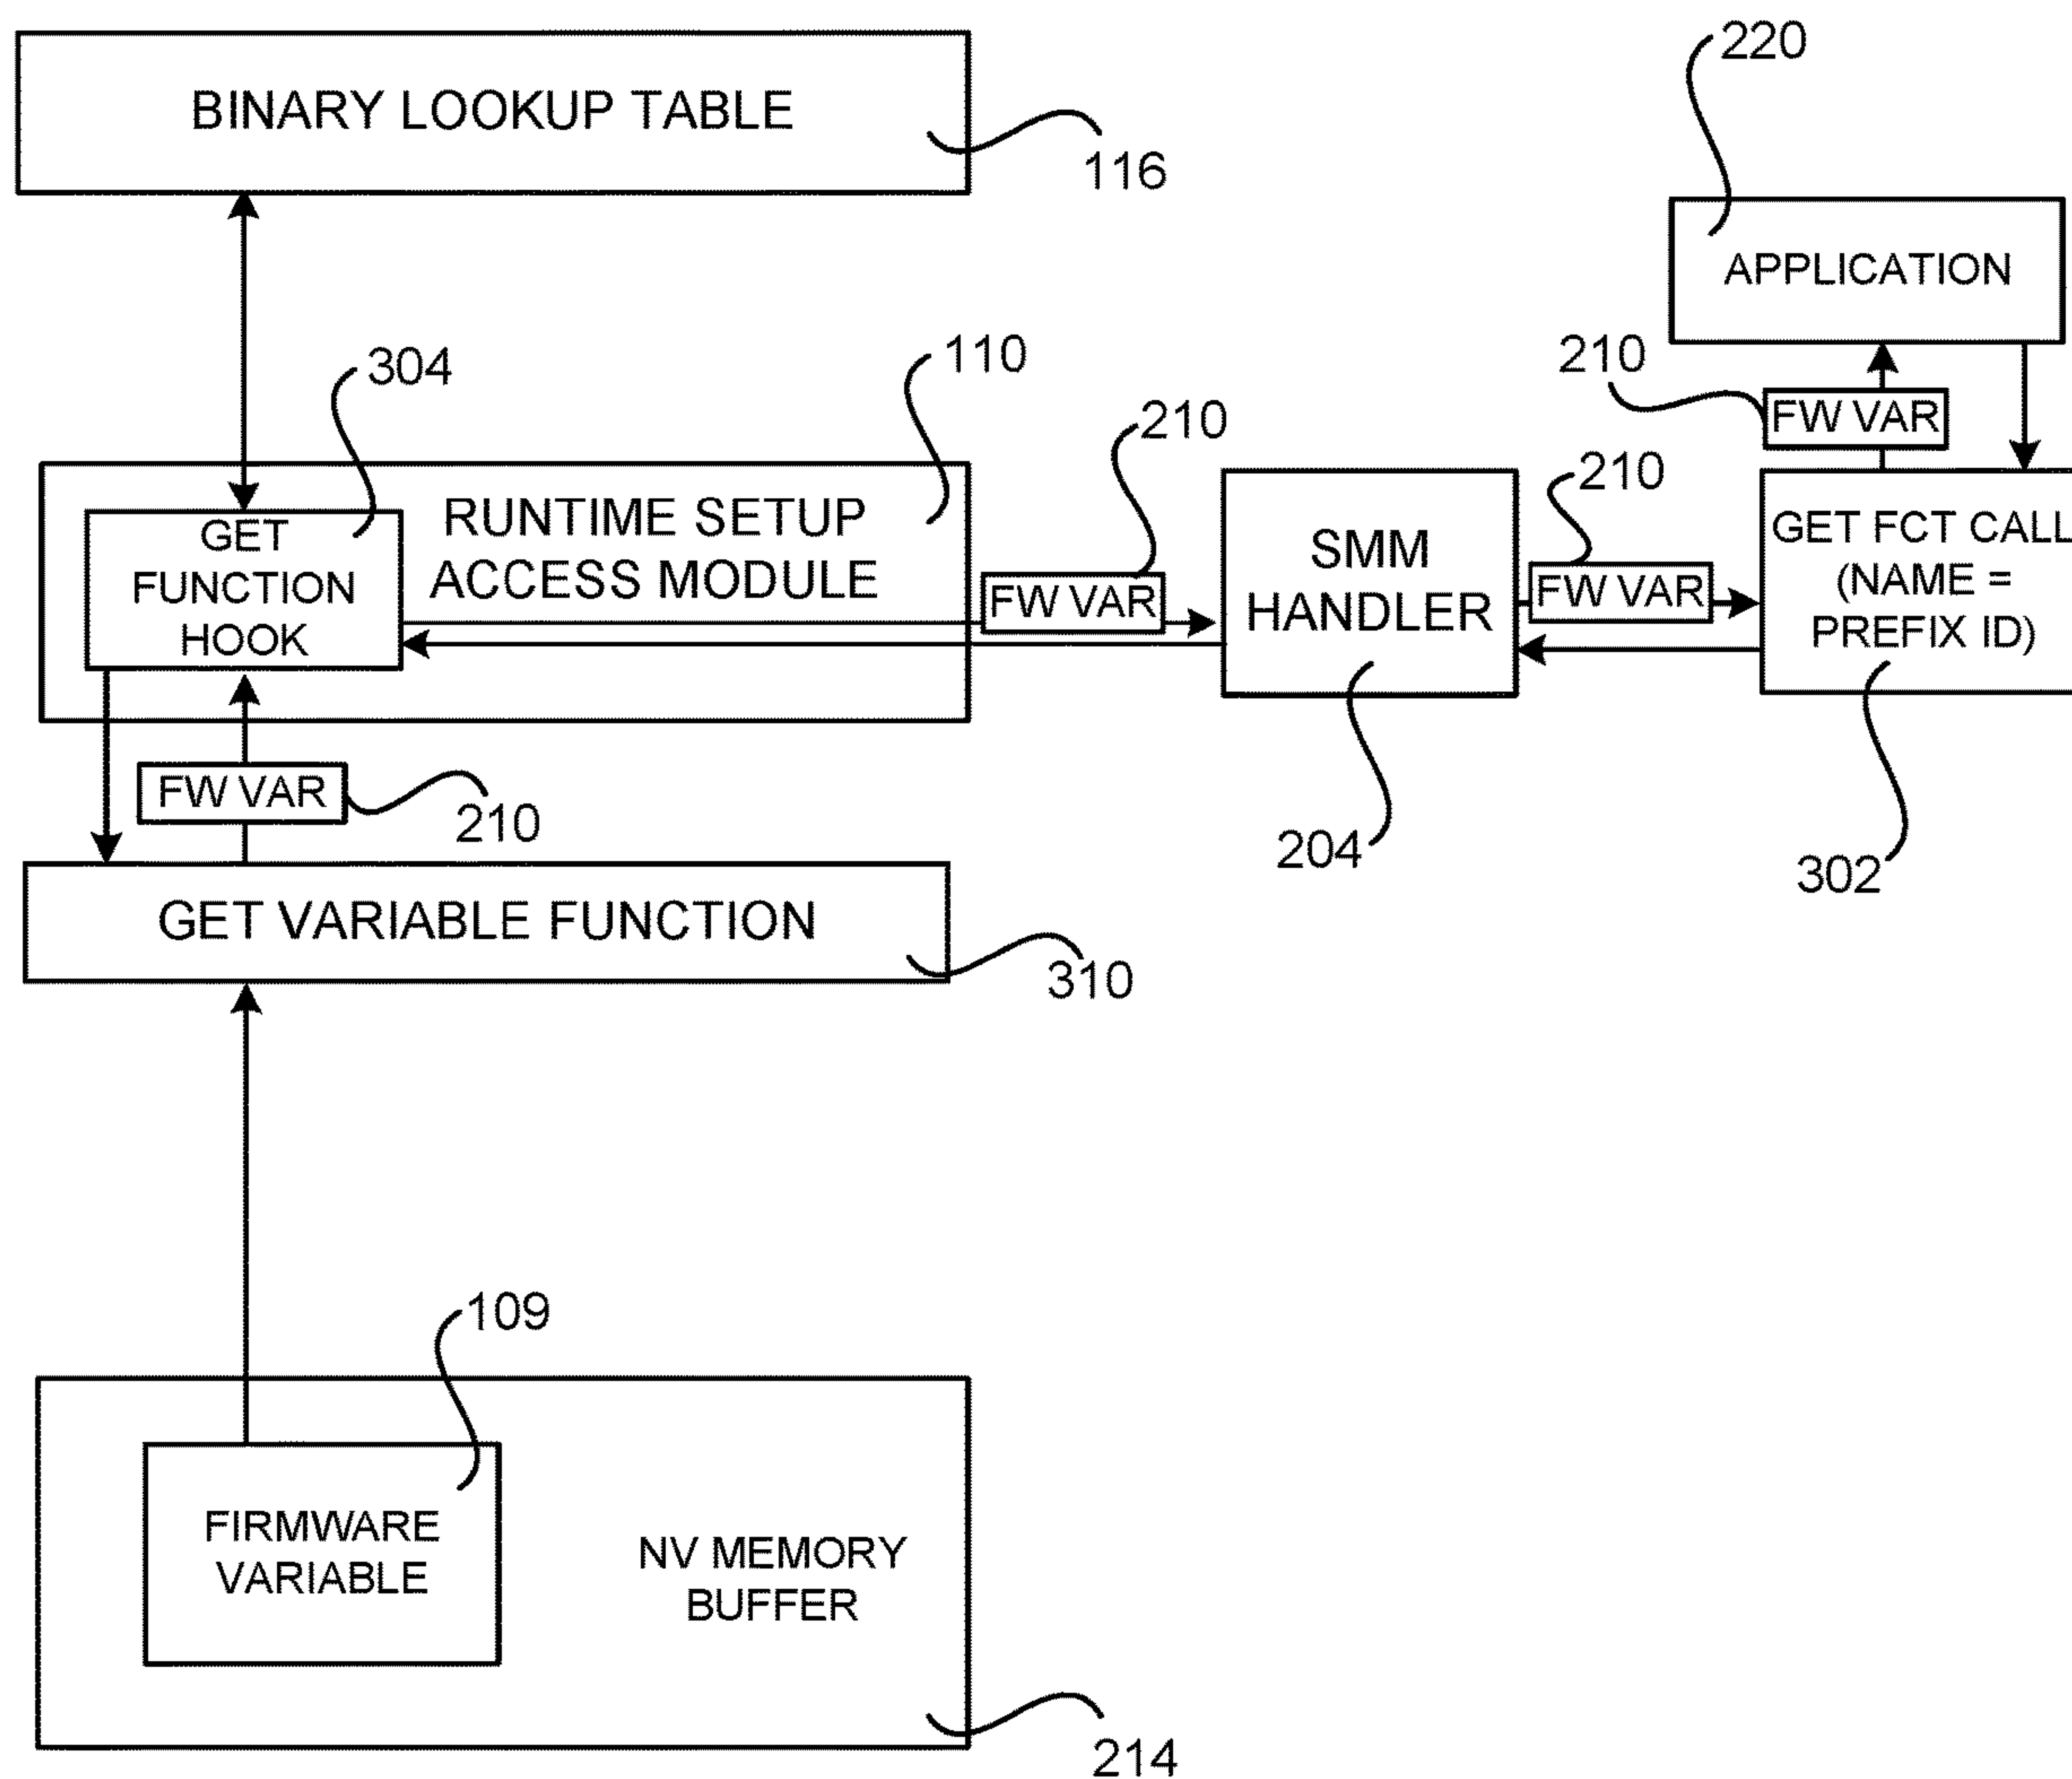 220
BINARY LOOKUP TABLE
116
APPLICATION
304
110
210
210
FW VAR
210
RUNTIME SETUP
ACCESS MODULE
GET
FUNCTION
HOOK
FW VAR
SMM
HANDLER
FW VAR
GET FCT CALL
(NAME =
PREFIX ID)
FW VAR
210
204
302
GET VARIABLE FUNCTION
310
109
FIRMWARE
VARIABLE
NV MEMORY
BUFFER
214